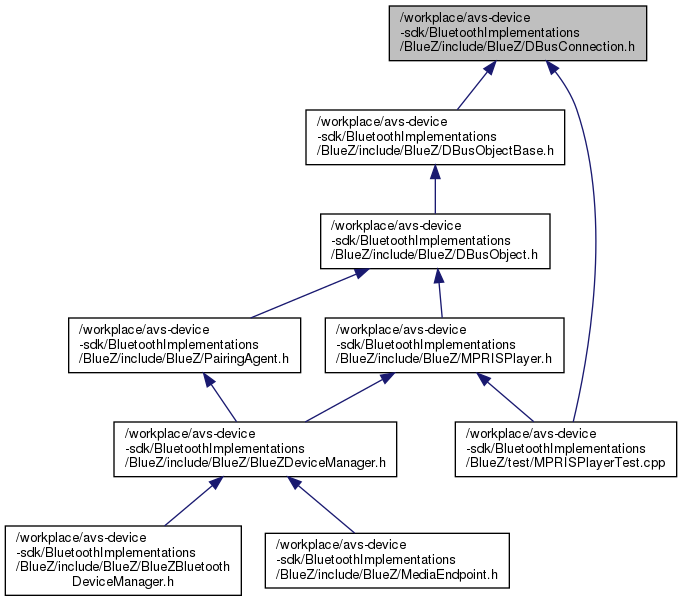 /workplace/avs-device
-sdk/BluetoothImplementations
/BlueZ/include/BlueZ/DBusConnection.h
/workplace/avs-device
-sdk/BluetoothImplementations
/BlueZ/include/BlueZ/DBusObjectBase.h
/workplace/avs-device
-sdk/BluetoothImplementations
/BlueZ/include/BlueZ/DBusObject.h
/workplace/avs-device
-sdk/BluetoothImplementations
/BlueZ/include/BlueZ/PairingAgent.h
/workplace/avs-device
-sdk/BluetoothImplementations
/BlueZ/include/BlueZ/MPRISPlayer.h
/workplace/avs-device
-sdk/BluetoothImplementations
/BlueZ/include/BlueZ/BlueZDeviceManager.h
/workplace/avs-device
-sdk/BluetoothImplementations
/BlueZ/test/MPRISPlayerTest.cpp
/workplace/avs-device
-sdk/BluetoothImplementations
/BlueZ/include/BlueZ/BlueZBluetooth
DeviceManager.h
/workplace/avs-device
-sdk/BluetoothImplementations
/BlueZ/include/BlueZ/MediaEndpoint.h